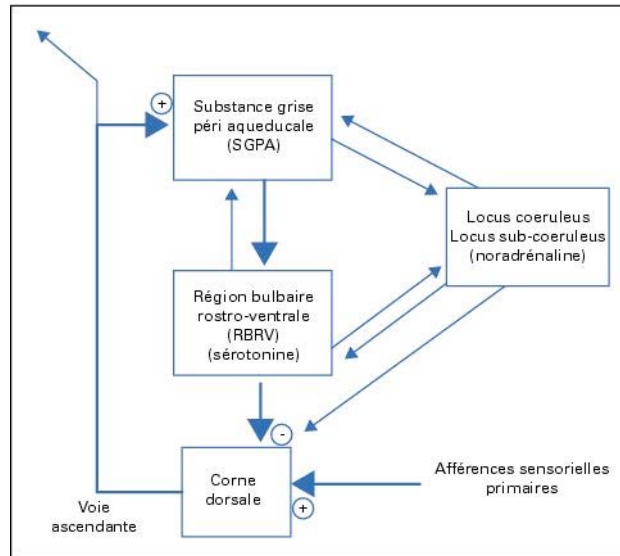 +
Substance grise
péri aqueducale
(SGPA)
Locus coeruleus
Locus sub-coeruleus
(noradrénaline)
Région bulbaire
rostro-ventrale
(RBRV)
(sérotonine)
-
Corne
dorsale
+
Afférences sensorielles
primaires
Voie
ascendante